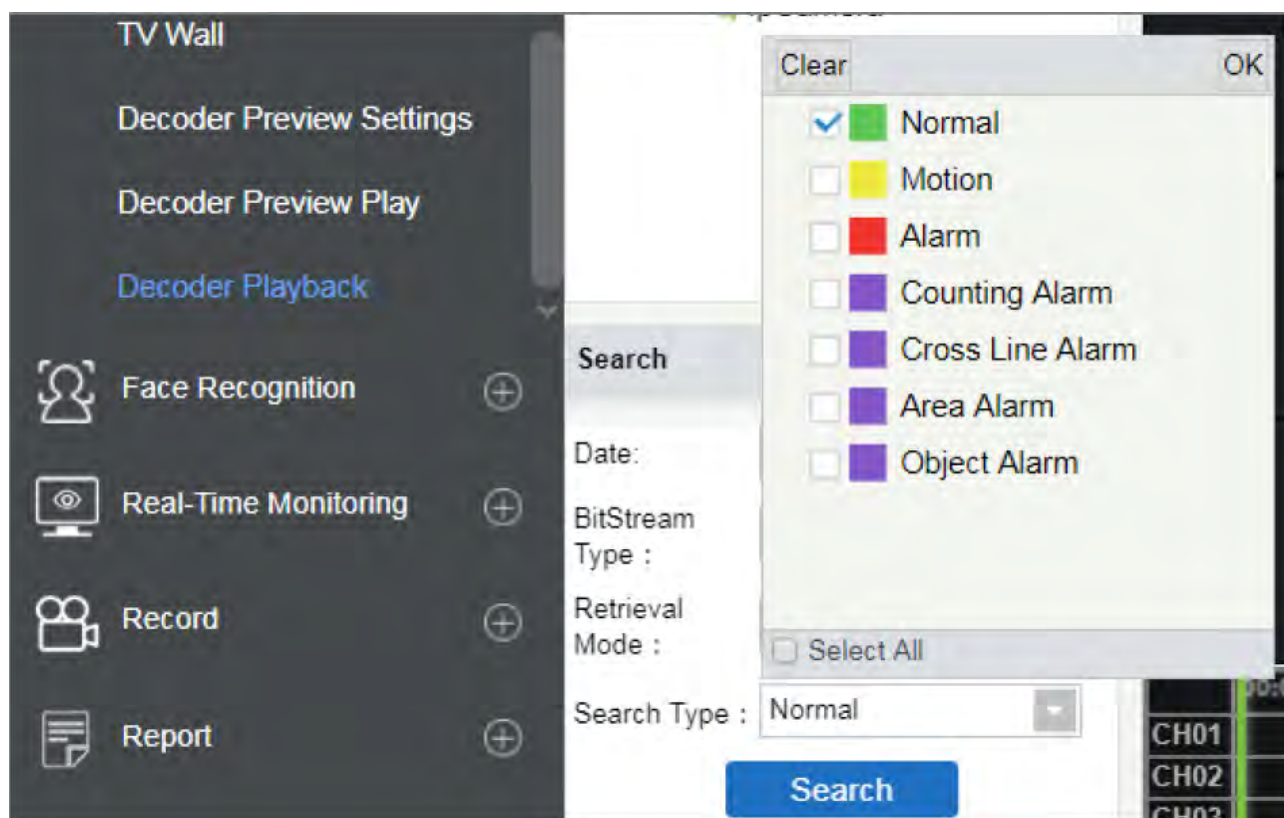 TV Wall
Decoder Preview Settings
Decoder Preview Play
Decoder Playback
Face Recognition
Real-Time Monitoring
Record
Report
Clear OK
Normal
Motion
Alarm
Counting Alarm
Cross Line Alarm
Area Alarm
Object Alarm
Select All
Search
Date:
BitStream
Type :
Retrieval
Mode :
Search Type : Normal
Search
CH01
CH02
CH03